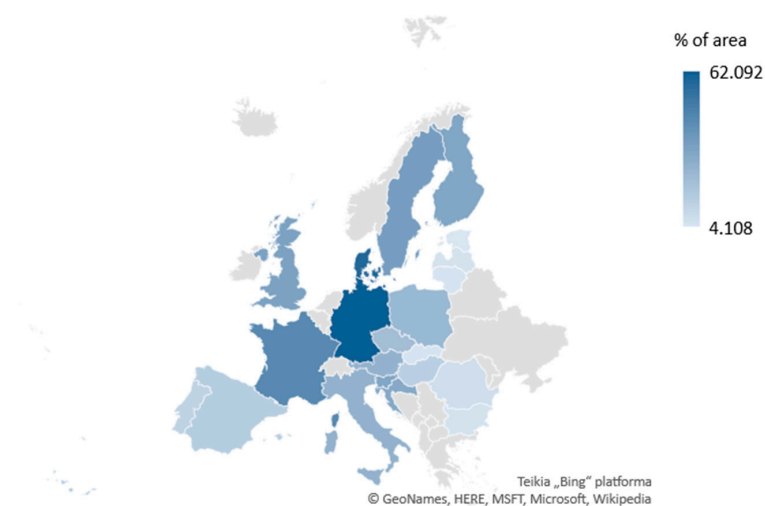 % of area
62.092
4.108
Teikia „Bing“ platforma
© GeoNames, HERE, MSFT, Microsoft, Wikipedia